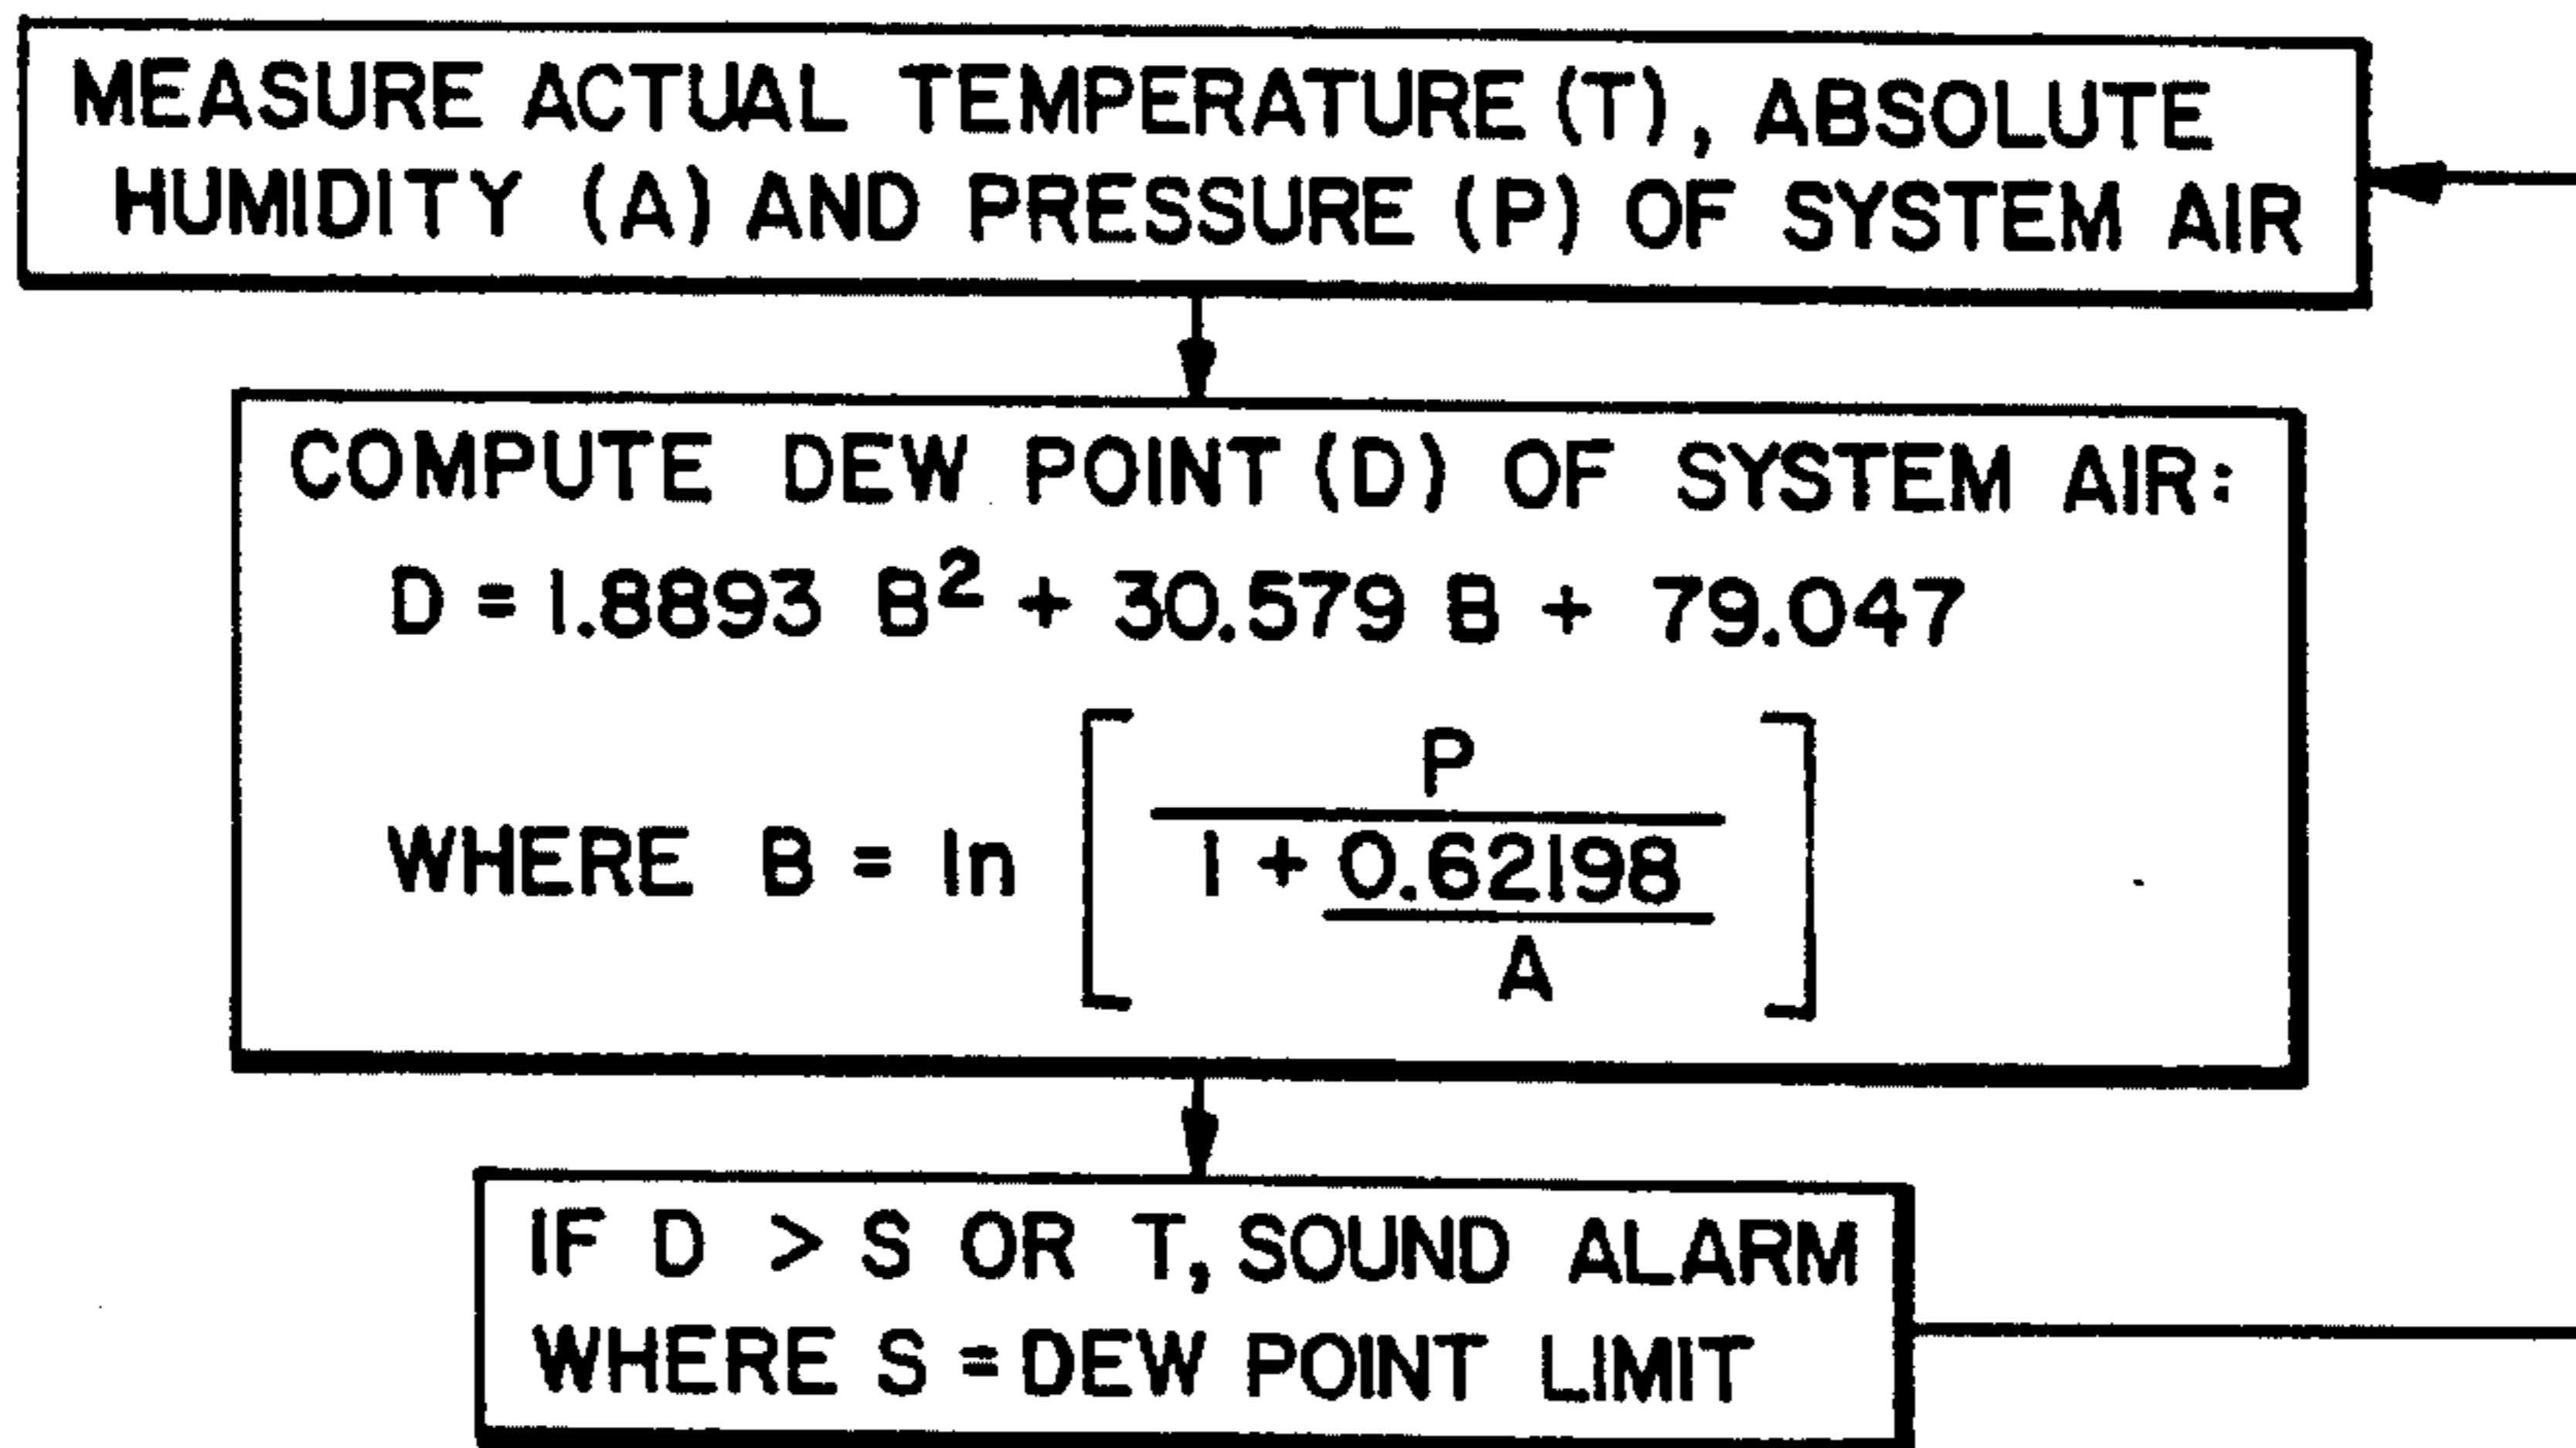 MEASURE ACTUAL TEMPERATURE (T), ABSOLUTE
HUMIDITY (A) AND PRESSURE (P) OF SYSTEM AIR
COMPUTE DEW POINT (D) OF SYSTEM AIR:
D = 1.8893 B² + 30.579 B + 79.047
P
WHERE B = ln [ 1 + 0.62198 ]
A
IF D > S OR T, SOUND ALARM
WHERE S = DEW POINT LIMIT